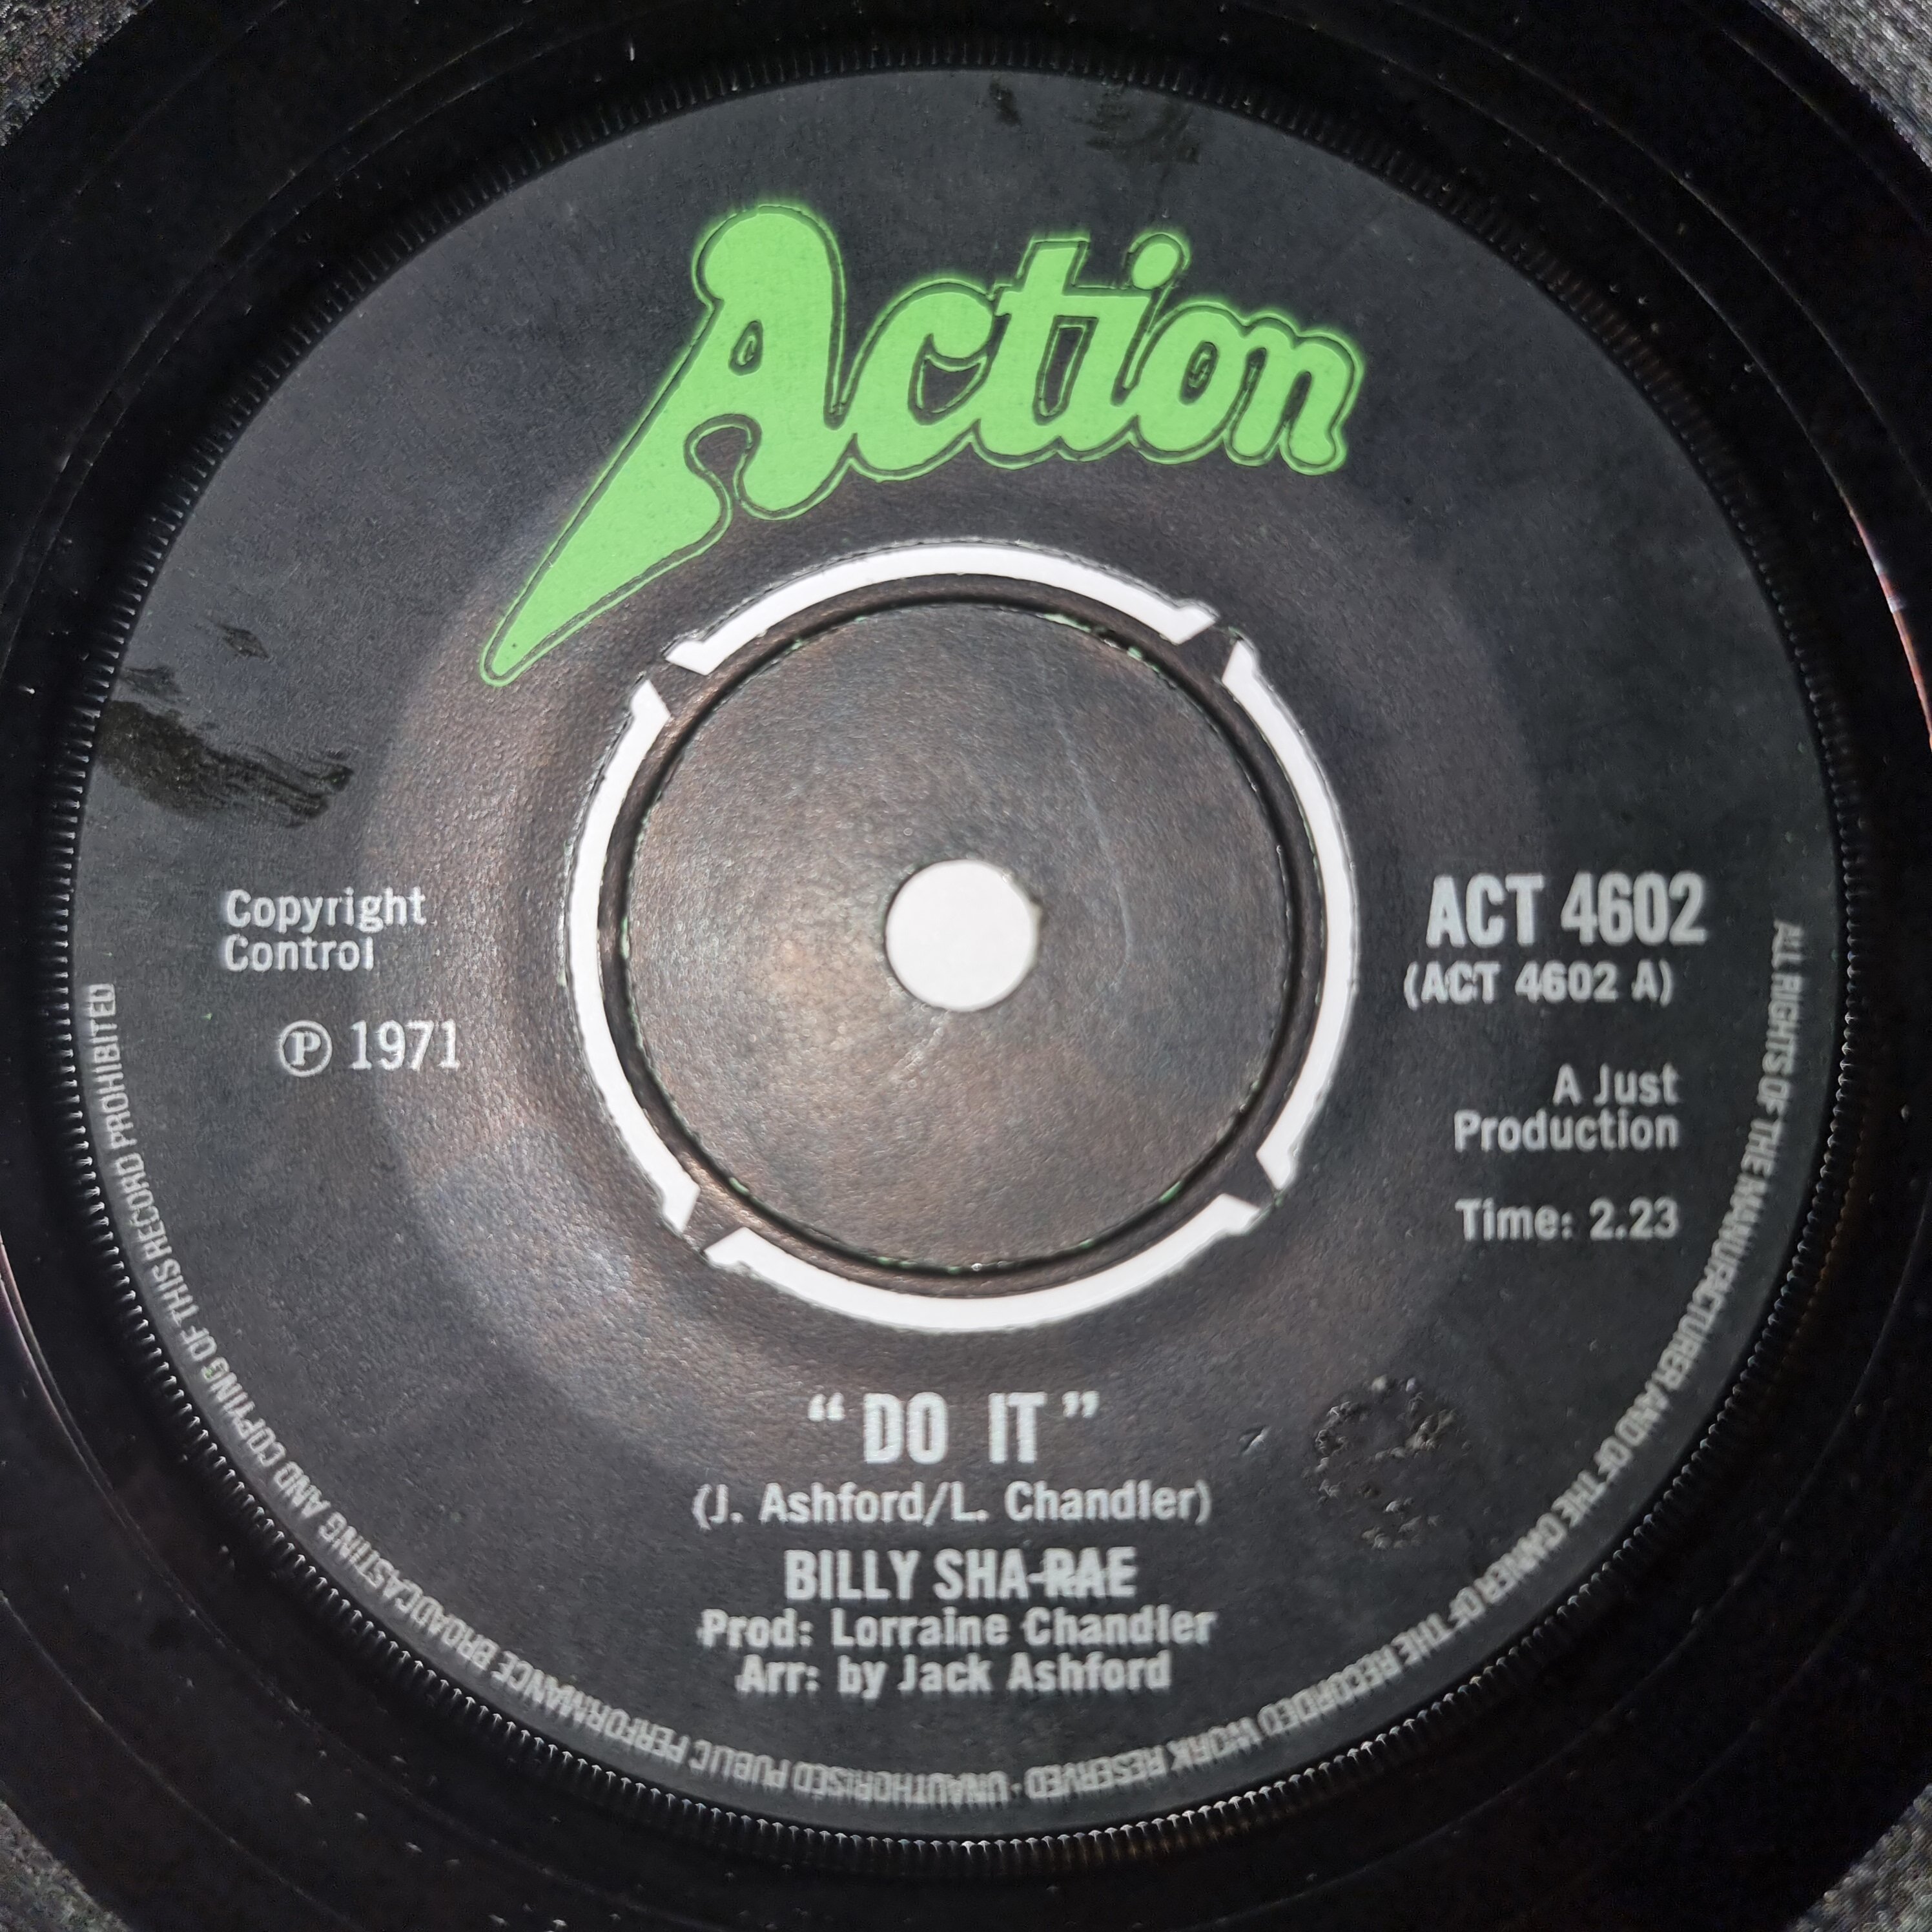 Action
Copyright
Control
℗ 1971
ACT 4602
(ACT 4602 A)
A Just
Production
Time: 2.23
“DO IT”
(J. Ashford/L. Chandler)
BILLY SHA-RAE
Prod: Lorraine Chandler
Arr: by Jack Ashford
ALL RIGHTS OF THE MANUFACTURER AND OF THE OWNER OF THE RECORDED WORK RESERVED · UNAUTHORISED PUBLIC PERFORMANCE BROADCASTING AND COPYING OF THIS RECORD PROHIBITED